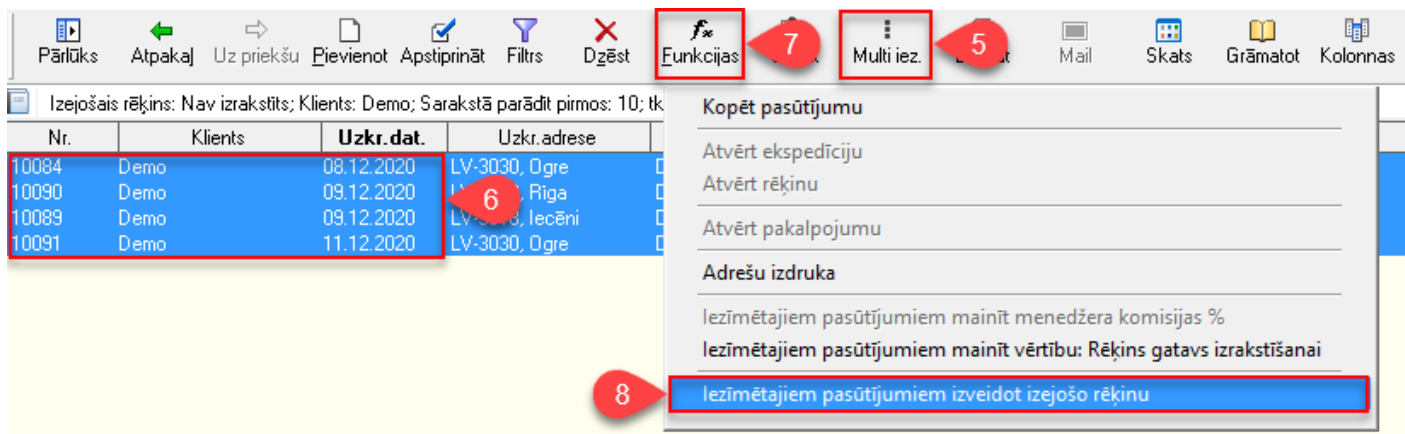 Pārlūks Atpakaļ Uz priekšu Pievienot Apstiprināt Filtrs Dzēst Funkcijas 7 Multi iez. 5 Mail Skats Grāmatot Kolonnas
Izejošais rēķins: Nav izrakstīts; Klients: Demo; Sarakstā parādīt pirmos: 10;
Nr. Klients Uzkr.dat. Uzkr.adrese
10084 Demo 08.12.2020 LV-3030, Ogre
10090 Demo 09.12.2020 6 Rīga
10089 Demo 09.12.2020 Iecēni
10091 Demo 11.12.2020 LV-3030, Ogre
Kopēt pasūtījumu
Atvērt ekspedīciju
Atvērt rēķinu
Atvērt pakalpojumu
Adrešu izdruka
Iezīmētajiem pasūtījumiem mainīt menedžera komisijas %
Iezīmētajiem pasūtījumiem mainīt vērtību: Rēķins gatavs izrakstīšanai
8 Iezīmētajiem pasūtījumiem izveidot izejošo rēķinu